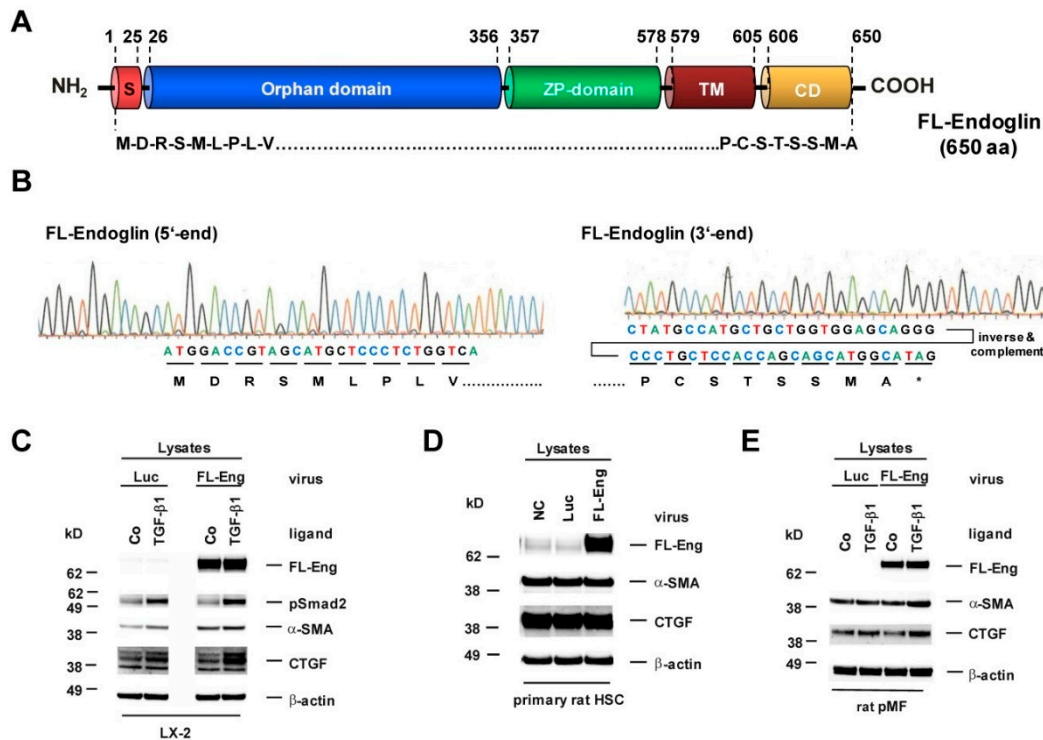 A
1 25 26 356 357 578 579 605 606 650
NH₂ S Orphan domain ZP-domain TM CD COOH
M-D-R-S-M-L-P-L-V……………………………………………………P-C-S-T-S-S-M-A
FL-Endoglin
(650 aa)
B
FL-Endoglin (5‘-end)
ATGGACCGTAGCATGCTCCCTCTGGTCA
M D R S M L P L V ………………
FL-Endoglin (3‘-end)
CTATGCCATGCTGCTGGTGGAGCAGGG
inverse &
complement
CCCTGCTCCACCAGCAGCATGGCATAG
……. P C S T S S M A *
C
Lysates
Luc FL-Eng virus
Co TGF-β1 Co TGF-β1 ligand
kD
FL-Eng
62
62
49
pSmad2
α-SMA
38
CTGF
38
49
β-actin
LX-2
D
Lysates
NC Luc FL-Eng virus
kD
FL-Eng
62
α-SMA
38
CTGF
38
49
β-actin
primary rat HSC
E
Lysates
Luc FL-Eng virus
Co TGF-β1 Co TGF-β1 ligand
kD
FL-Eng
62
α-SMA
38
CTGF
38
49
β-actin
rat pMF